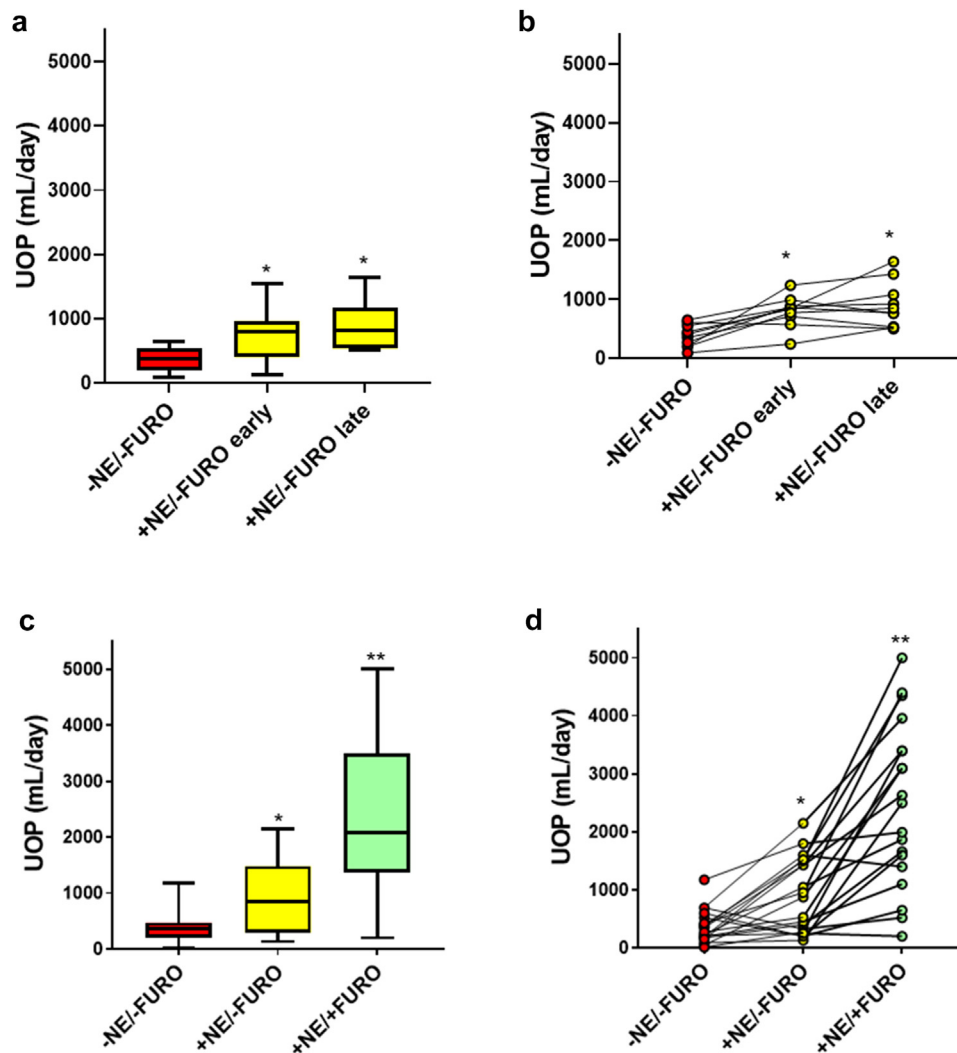 a
UOP (mL/day)
5000
4000
3000
2000
1000
0
*
*
-NE/-FURO
+NE/-FURO early
+NE/-FURO late
b
UOP (mL/day)
5000
4000
3000
2000
1000
0
*
*
-NE/-FURO
+NE/-FURO early
+NE/-FURO late
c
UOP (mL/day)
5000
4000
3000
2000
1000
0
*
**
-NE/-FURO
+NE/-FURO
+NE/+FURO
d
UOP (mL/day)
5000
4000
3000
2000
1000
0
*
**
-NE/-FURO
+NE/-FURO
+NE/+FURO